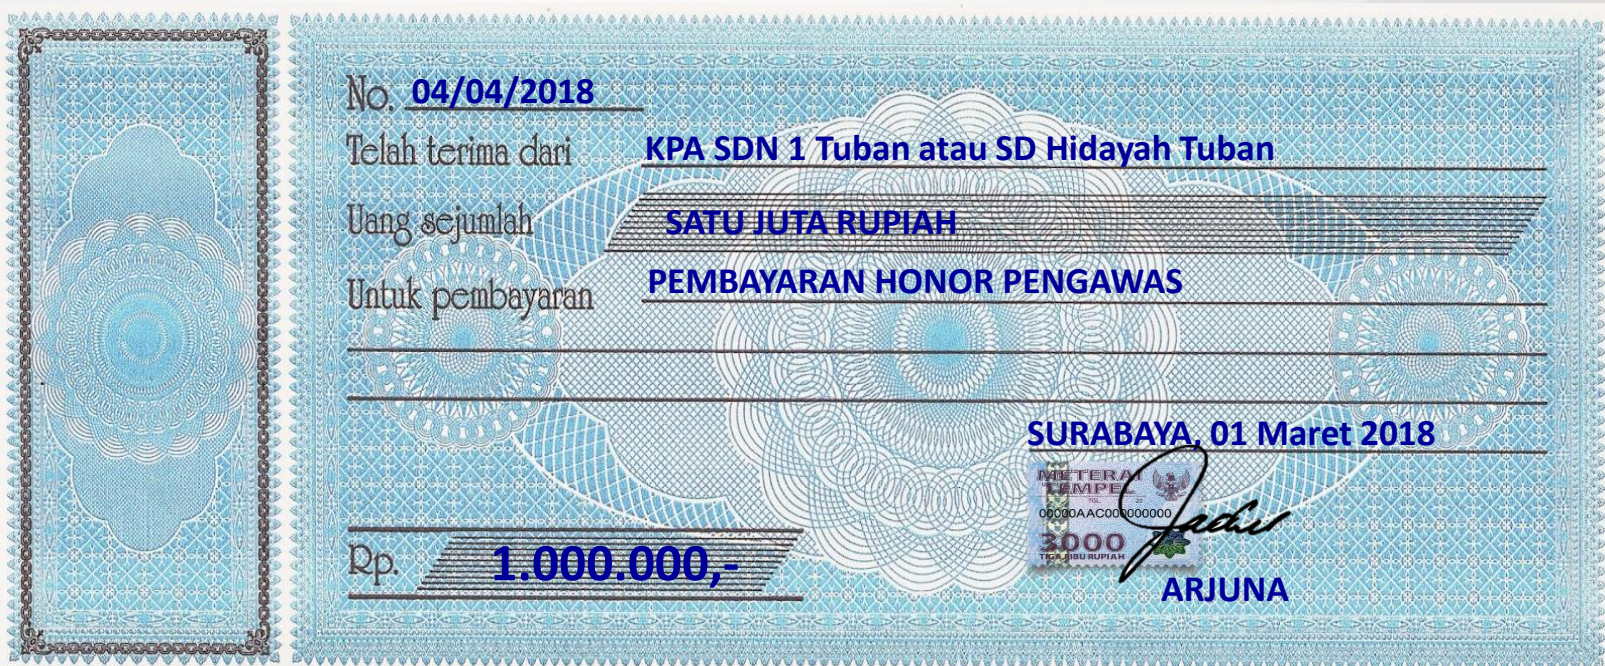 No. 04/04/2018
Telah terima dari KPA SDN 1 Tuban atau SD Hidayah Tuban
Uang sejumlah SATU JUTA RUPIAH
Untuk pembayaran PEMBAYARAN HONOR PENGAWAS
SURABAYA, 01 Maret 2018
METERAI
TEMPEL
TGL. 20
00000AAC000000000
3000
TIGA RIBU RUPIAH
Rp. 1.000.000,-
ARJUNA